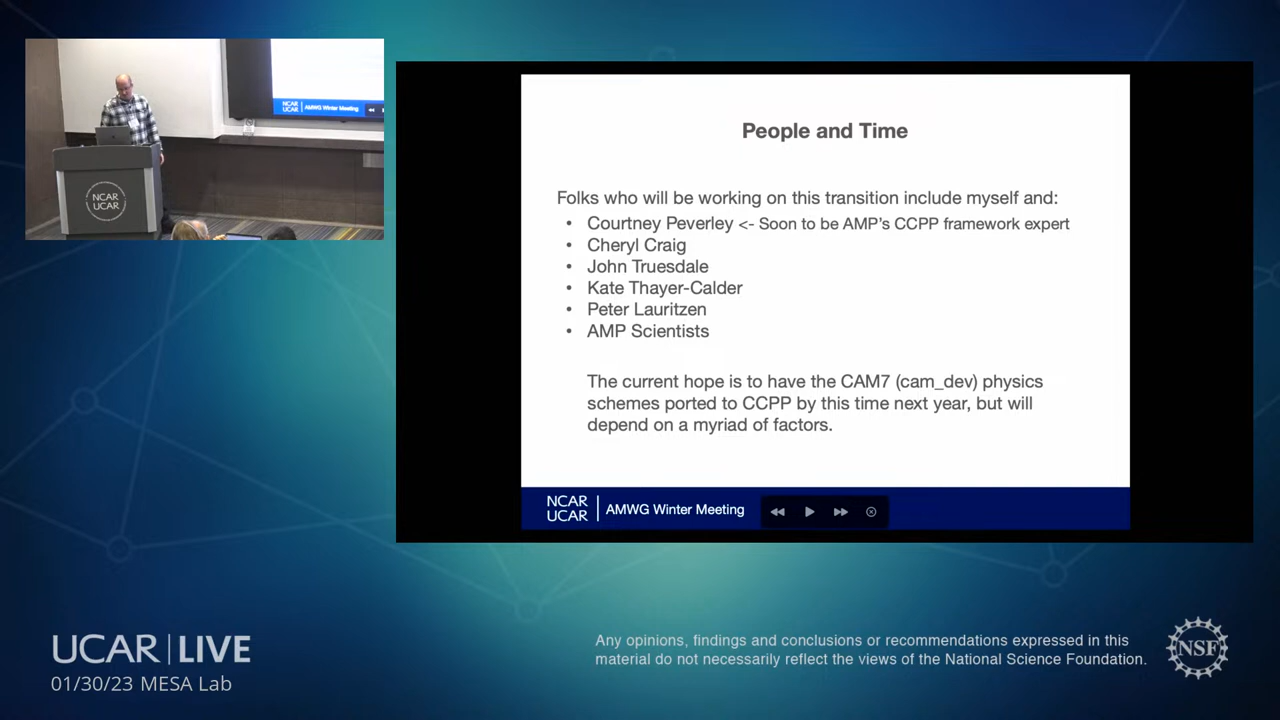 NCAR
UCAR
AMWG Winter Meeting
NCAR
UCAR
People and Time
Folks who will be working on this transition include myself and:
• Courtney Peverley <- Soon to be AMP's CCPP framework expert
• Cheryl Craig
• John Truesdale
• Kate Thayer-Calder
• Peter Lauritzen
• AMP Scientists
The current hope is to have the CAM7 (cam_dev) physics
schemes ported to CCPP by this time next year, but will
depend on a myriad of factors.
NCAR
UCAR
AMWG Winter Meeting
UCAR | LIVE
01/30/23 MESA Lab
Any opinions, findings and conclusions or recommendations expressed in this
material do not necessarily reflect the views of the National Science Foundation.
NSF